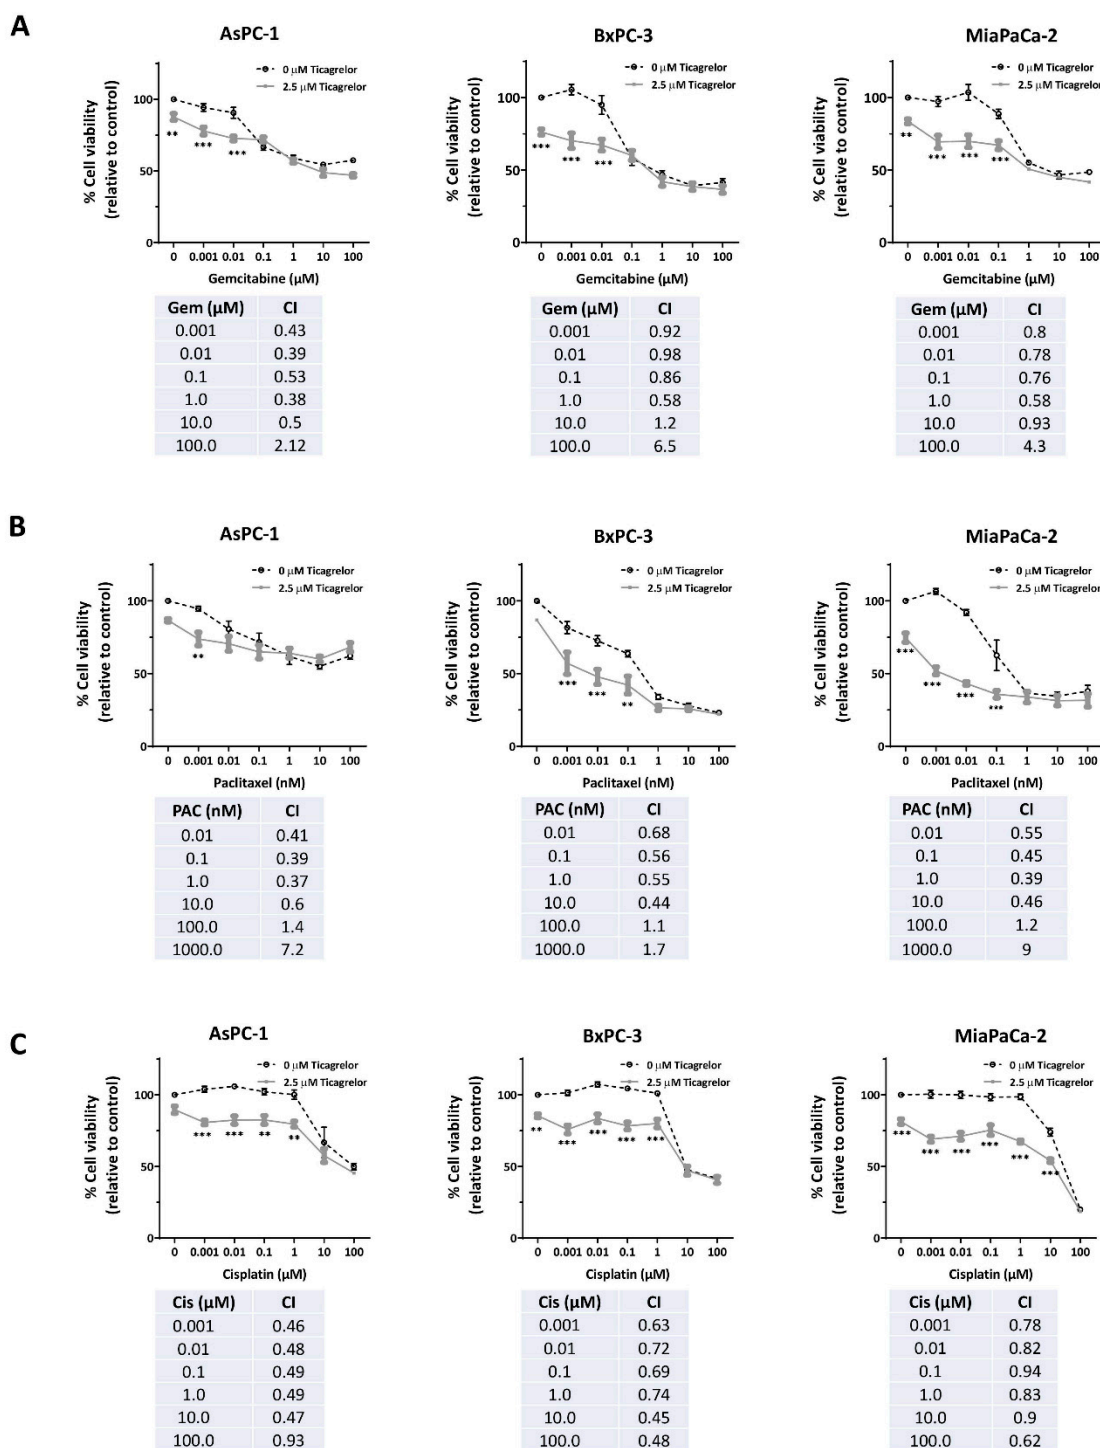 A
AsPC-1
0 μM Ticagrelor
2.5 μM Ticagrelor
% Cell viability
(relative to control)
100
50
0
** *** ***
0 0.001 0.01 0.1 1 10 100
Gemcitabine (μM)
Gem (μM) CI
0.001 0.43
0.01 0.39
0.1 0.53
1.0 0.38
10.0 0.5
100.0 2.12
BxPC-3
0 μM Ticagrelor
2.5 μM Ticagrelor
% Cell viability
(relative to control)
100
50
0
*** *** ***
0 0.001 0.01 0.1 1 10 100
Gemcitabine (μM)
Gem (μM) CI
0.001 0.92
0.01 0.98
0.1 0.86
1.0 0.58
10.0 1.2
100.0 6.5
MiaPaCa-2
0 μM Ticagrelor
2.5 μM Ticagrelor
% Cell viability
(relative to control)
100
50
0
** *** *** ***
0 0.001 0.01 0.1 1 10 100
Gemcitabine (μM)
Gem (μM) CI
0.001 0.8
0.01 0.78
0.1 0.76
1.0 0.58
10.0 0.93
100.0 4.3
B
AsPC-1
0 μM Ticagrelor
2.5 μM Ticagrelor
% Cell viability
(relative to control)
100
50
0
**
0 0.001 0.01 0.1 1 10 100
Paclitaxel (nM)
PAC (nM) CI
0.01 0.41
0.1 0.39
1.0 0.37
10.0 0.6
100.0 1.4
1000.0 7.2
BxPC-3
0 μM Ticagrelor
2.5 μM Ticagrelor
% Cell viability
(relative to control)
100
50
0
*** *** **
0 0.001 0.01 0.1 1 10 100
Paclitaxel (nM)
PAC (nM) CI
0.01 0.68
0.1 0.56
1.0 0.55
10.0 0.44
100.0 1.1
1000.0 1.7
MiaPaCa-2
0 μM Ticagrelor
2.5 μM Ticagrelor
% Cell viability
(relative to control)
100
50
0
*** *** *** ***
0 0.001 0.01 0.1 1 10 100
Paclitaxel (nM)
PAC (nM) CI
0.01 0.55
0.1 0.45
1.0 0.39
10.0 0.46
100.0 1.2
1000.0 9
C
AsPC-1
0 μM Ticagrelor
2.5 μM Ticagrelor
% Cell viability
(relative to control)
100
50
0
*** *** ** **
0 0.001 0.01 0.1 1 10 100
Cisplatin (μM)
Cis (μM) CI
0.001 0.46
0.01 0.48
0.1 0.49
1.0 0.49
10.0 0.47
100.0 0.93
BxPC-3
0 μM Ticagrelor
2.5 μM Ticagrelor
% Cell viability
(relative to control)
100
50
0
** *** *** *** ***
0 0.001 0.01 0.1 1 10 100
Cisplatin (μM)
Cis (μM) CI
0.001 0.63
0.01 0.72
0.1 0.69
1.0 0.74
10.0 0.45
100.0 0.48
MiaPaCa-2
0 μM Ticagrelor
2.5 μM Ticagrelor
% Cell viability
(relative to control)
100
50
0
*** *** *** *** *** ***
0 0.001 0.01 0.1 1 10 100
Cisplatin (μM)
Cis (μM) CI
0.001 0.78
0.01 0.82
0.1 0.94
1.0 0.83
10.0 0.9
100.0 0.62